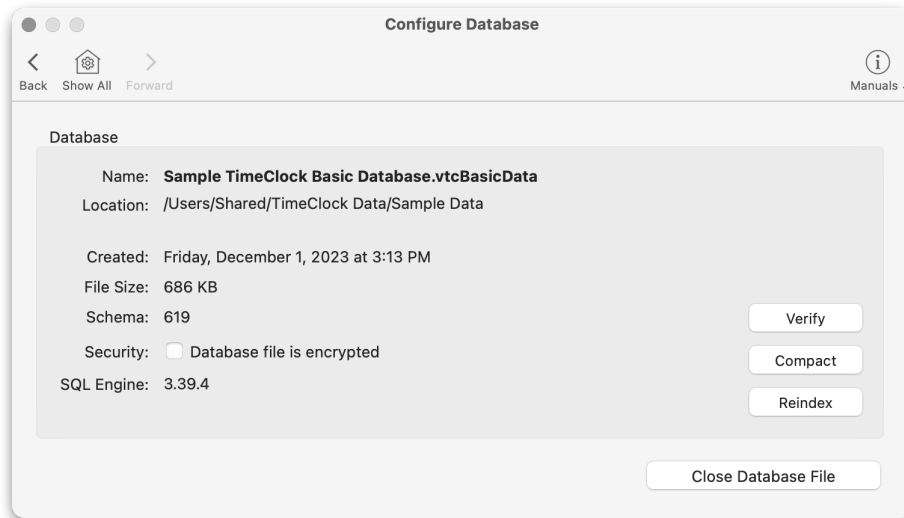 Configure Database
Back Show All Forward Manuals
Database
Name: Sample TimeClock Basic Database.vtcBasicData
Location: /Users/Shared/TimeClock Data/Sample Data
Created: Friday, December 1, 2023 at 3:13 PM
File Size: 686 KB
Schema: 619
Verify
Security: Database file is encrypted
Compact
SQL Engine: 3.39.4
Reindex
Close Database File